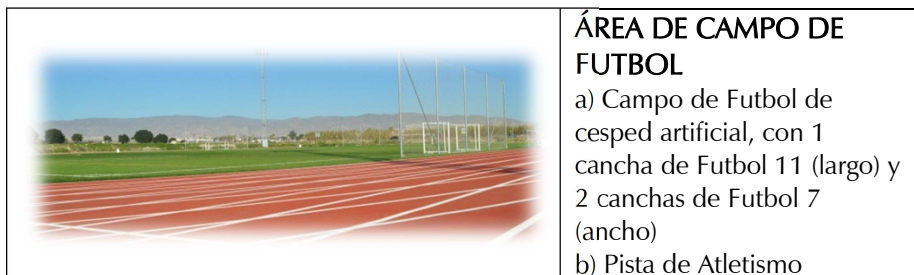 ÁREA DE CAMPO DE
FUTBOL
a) Campo de Futbol de
cesped artificial, con 1
cancha de Futbol 11 (largo) y
2 canchas de Futbol 7
(ancho)
b) Pista de Atletismo